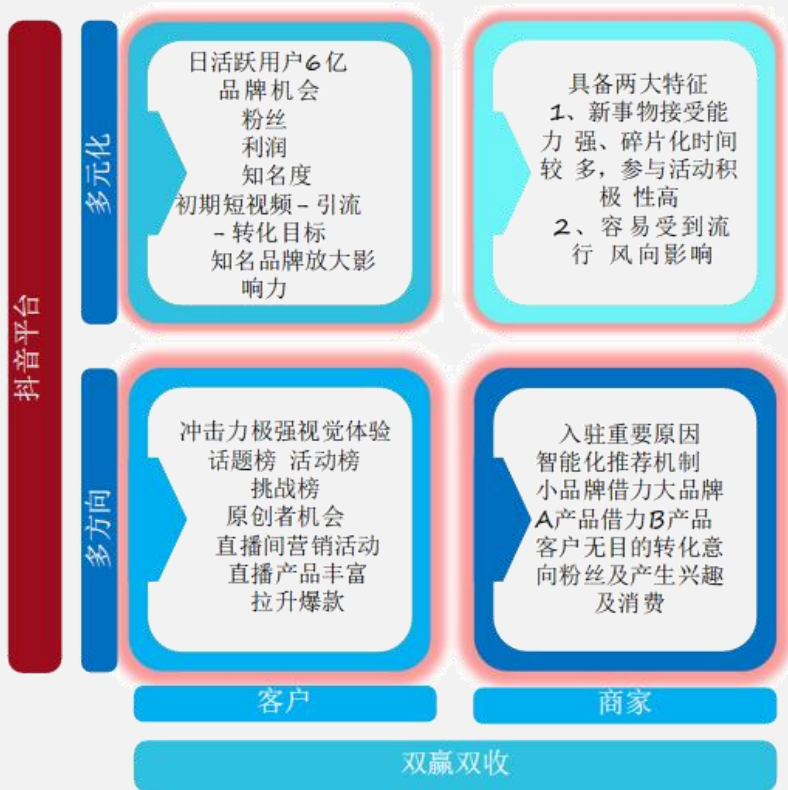 抖音平台
多元化
日活跃用户6亿
品牌机会
粉丝
利润
知名度
初期短视频–引流
–转化目标
知名品牌放大影
响力
具备两大特征
1、新事物接受能
力 强、碎片化时间
较 多，参与活动积
极 性高
2、容易受到流
行 风向影响
多方向
冲击力极强视觉体验
话题榜 活动榜
挑战榜
原创者机会
直播间营销活动
直播产品丰富
拉升爆款
入驻重要原因
智能化推荐机制
小品牌借力大品牌
A产品借力B产品
客户无目的转化意
向粉丝及产生兴趣
及消费
客户
商家
双赢双收